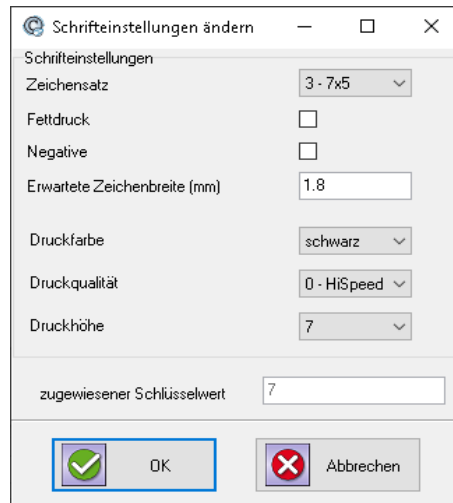 Schrifteinstellungen ändern
Schrifteinstellungen
Zeichensatz 3 - 7x5
Fettdruck
Negative
Erwartete Zeichenbreite (mm) 1.8
Druckfarbe schwarz
Druckqualität 0 - HiSpeed
Druckhöhe 7
zugewiesener Schlüsselwert 7
OK Abbrechen